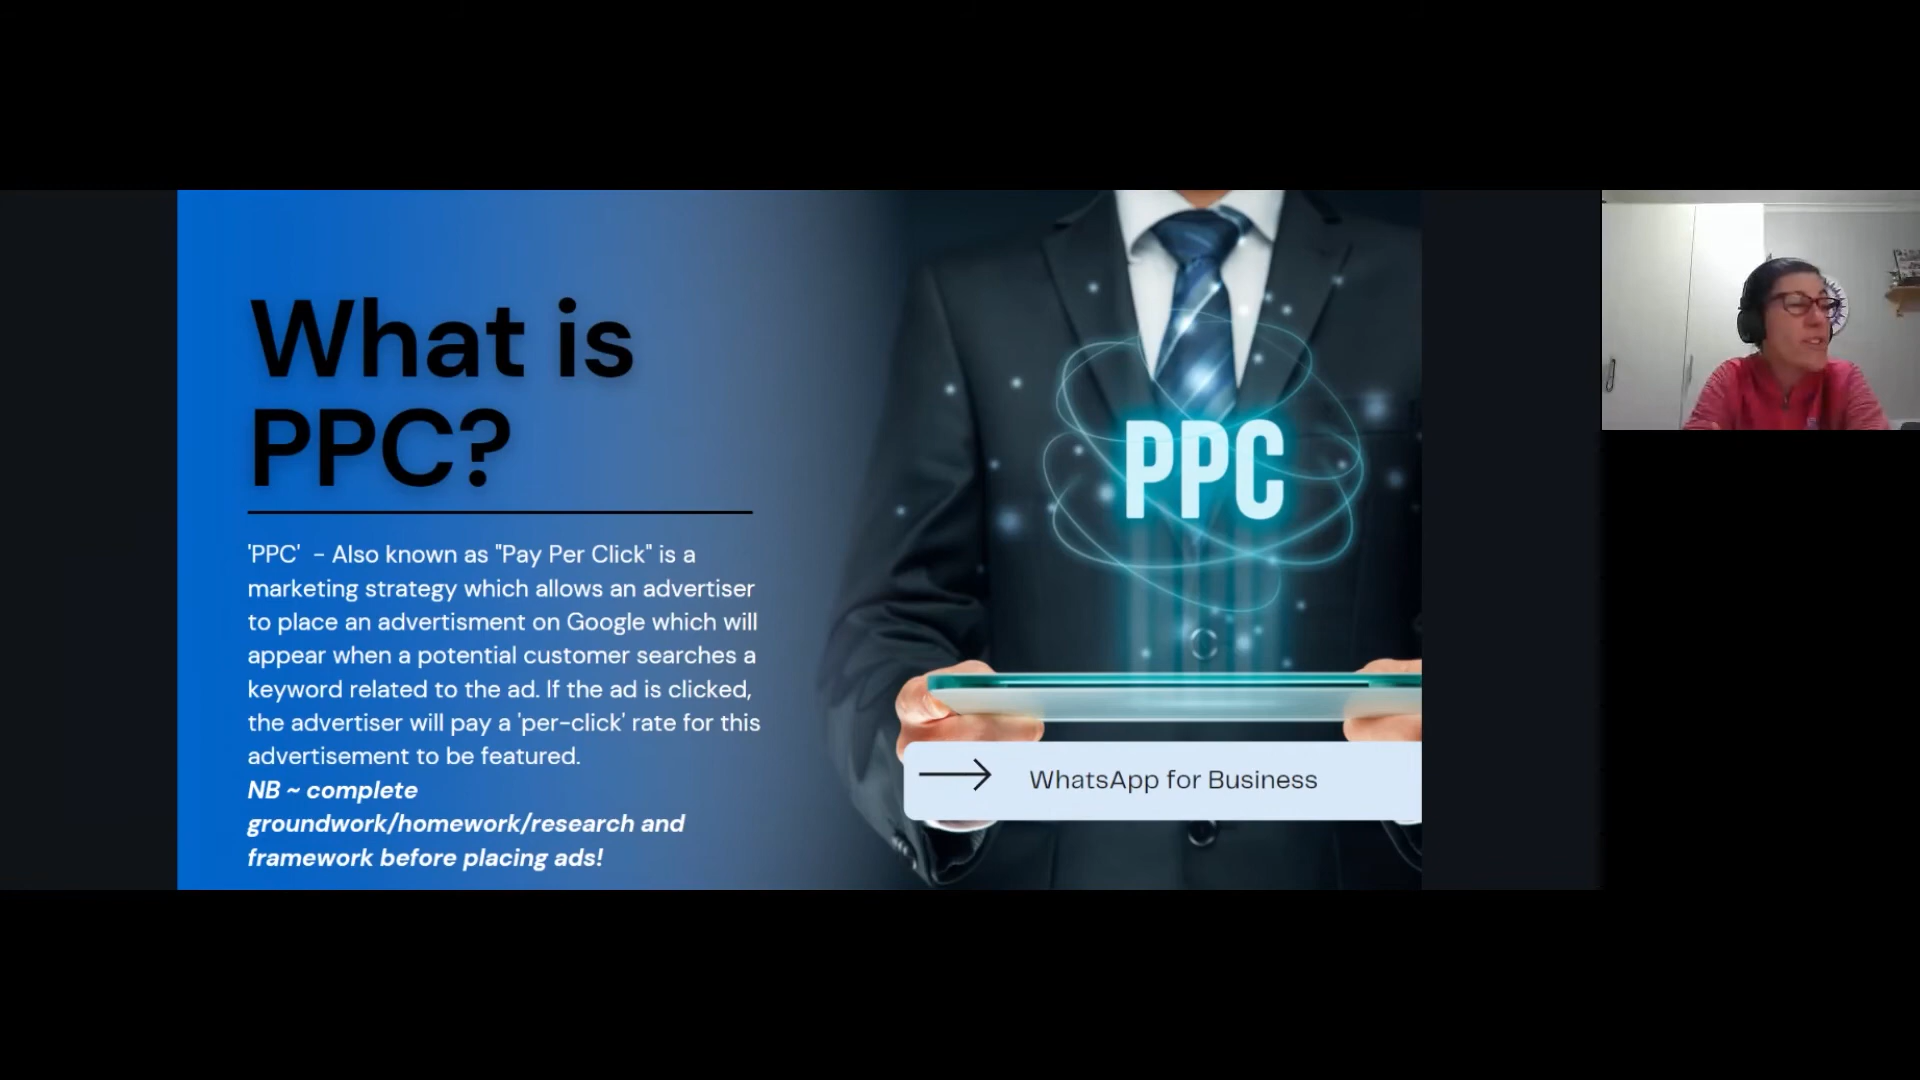 What is
PPC?
'PPC' - Also known as "Pay Per Click" is a
marketing strategy which allows an advertiser
to place an advertisment on Google which will
appear when a potential customer searches a
keyword related to the ad. If the ad is clicked,
the advertiser will pay a 'per-click' rate for this
advertisement to be featured.
NB ~ complete
groundwork/homework/research and
framework before placing ads!
PPC
WhatsApp for Business